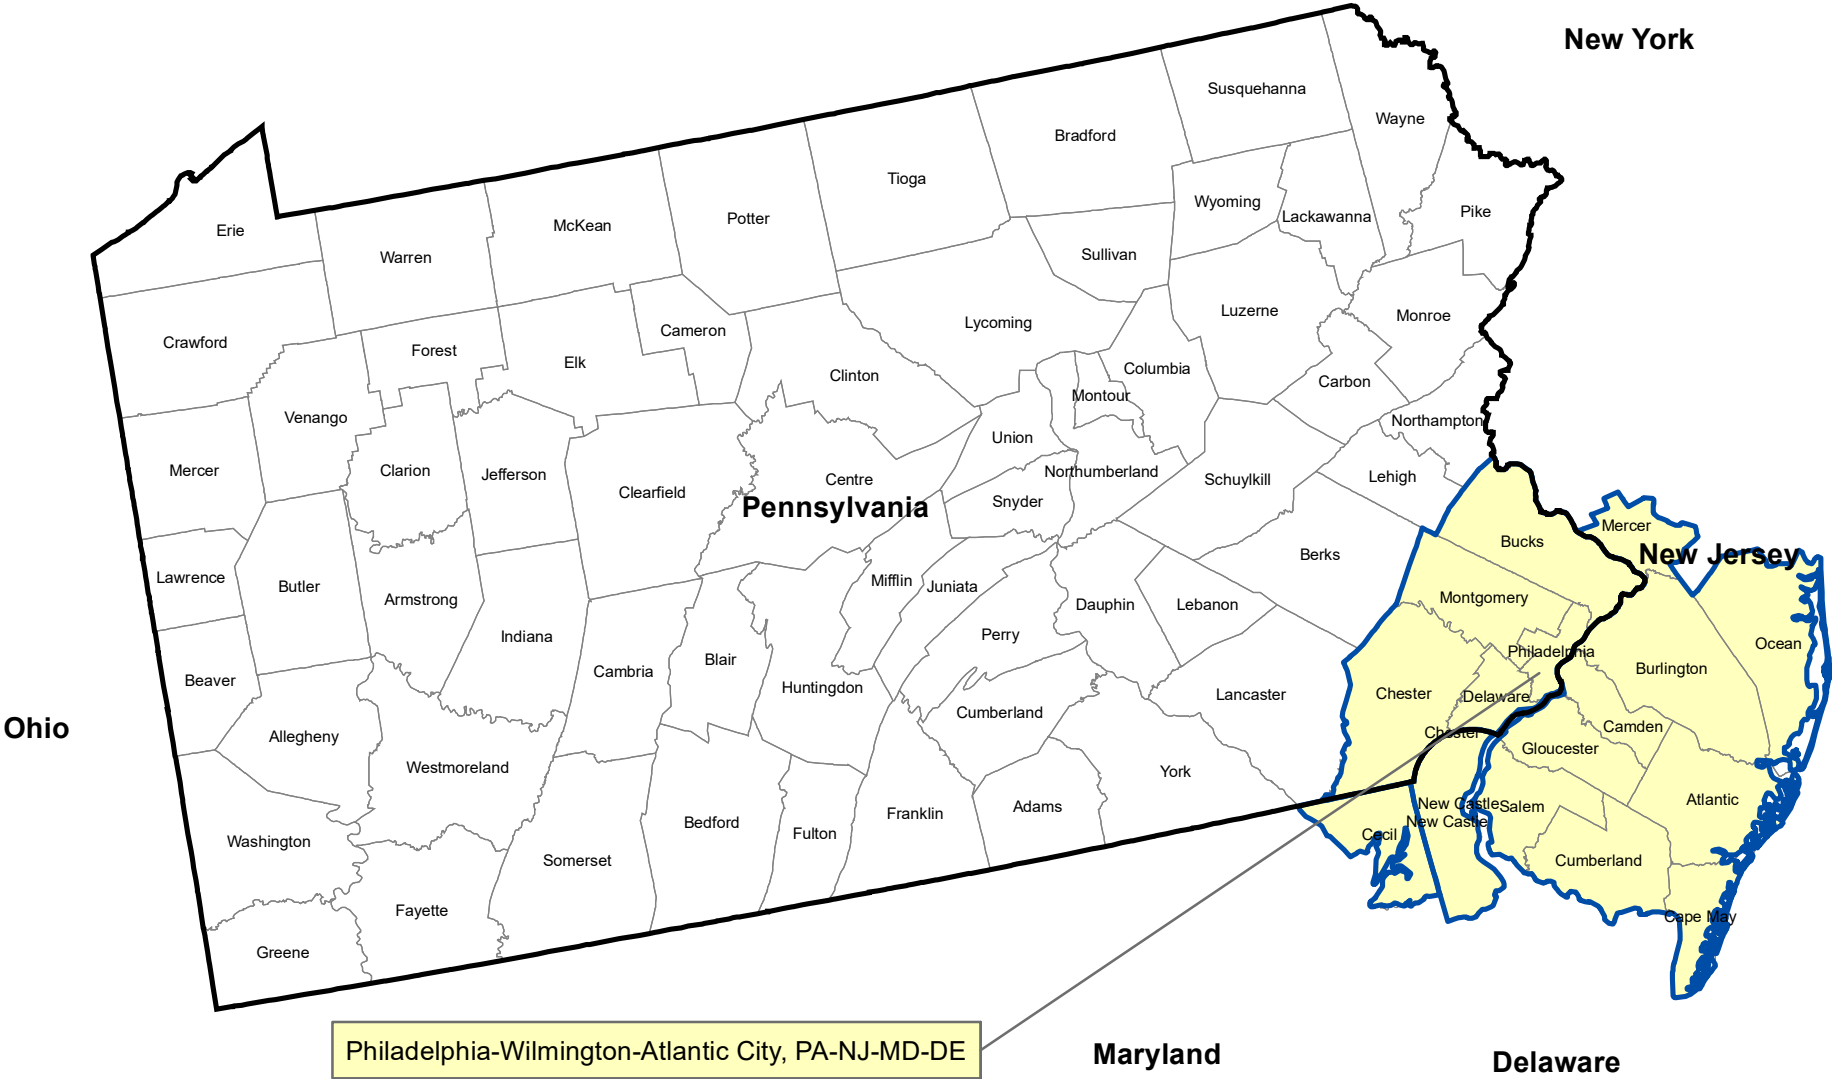 New York
Susquehanna
Wayne
Bradford
Tioga
Wyoming
Pike
Lackawanna
Potter
McKean
Erie
Warren
Sullivan
Luzerne
Monroe
Lycoming
Cameron
Crawford
Forest
Elk
Clinton
Columbia
Carbon
Montour
Venango
Northampton
Union
Mercer
Clarion
Jefferson
Northumberland
Lehigh
Centre
Schuylkill
Clearfield
Snyder
Pennsylvania
Mercer
Bucks
New Jersey
Berks
Lawrence
Mifflin
Juniata
Butler
Armstrong
Montgomery
Dauphin
Lebanon
Perry
Indiana
Ocean
Philadelphia
Blair
Burlington
Cambria
Beaver
Huntingdon
Chester
Lancaster
Delaware
Cumberland
Camden
Ohio
Chester
Allegheny
Gloucester
Westmoreland
York
Atlantic
New Castle
Salem
Adams
Franklin
New Castle
Bedford
Fulton
Cecil
Washington
Somerset
Cumberland
Fayette
Cape May
Greene
Philadelphia-Wilmington-Atlantic City, PA-NJ-MD-DE
Maryland
Delaware